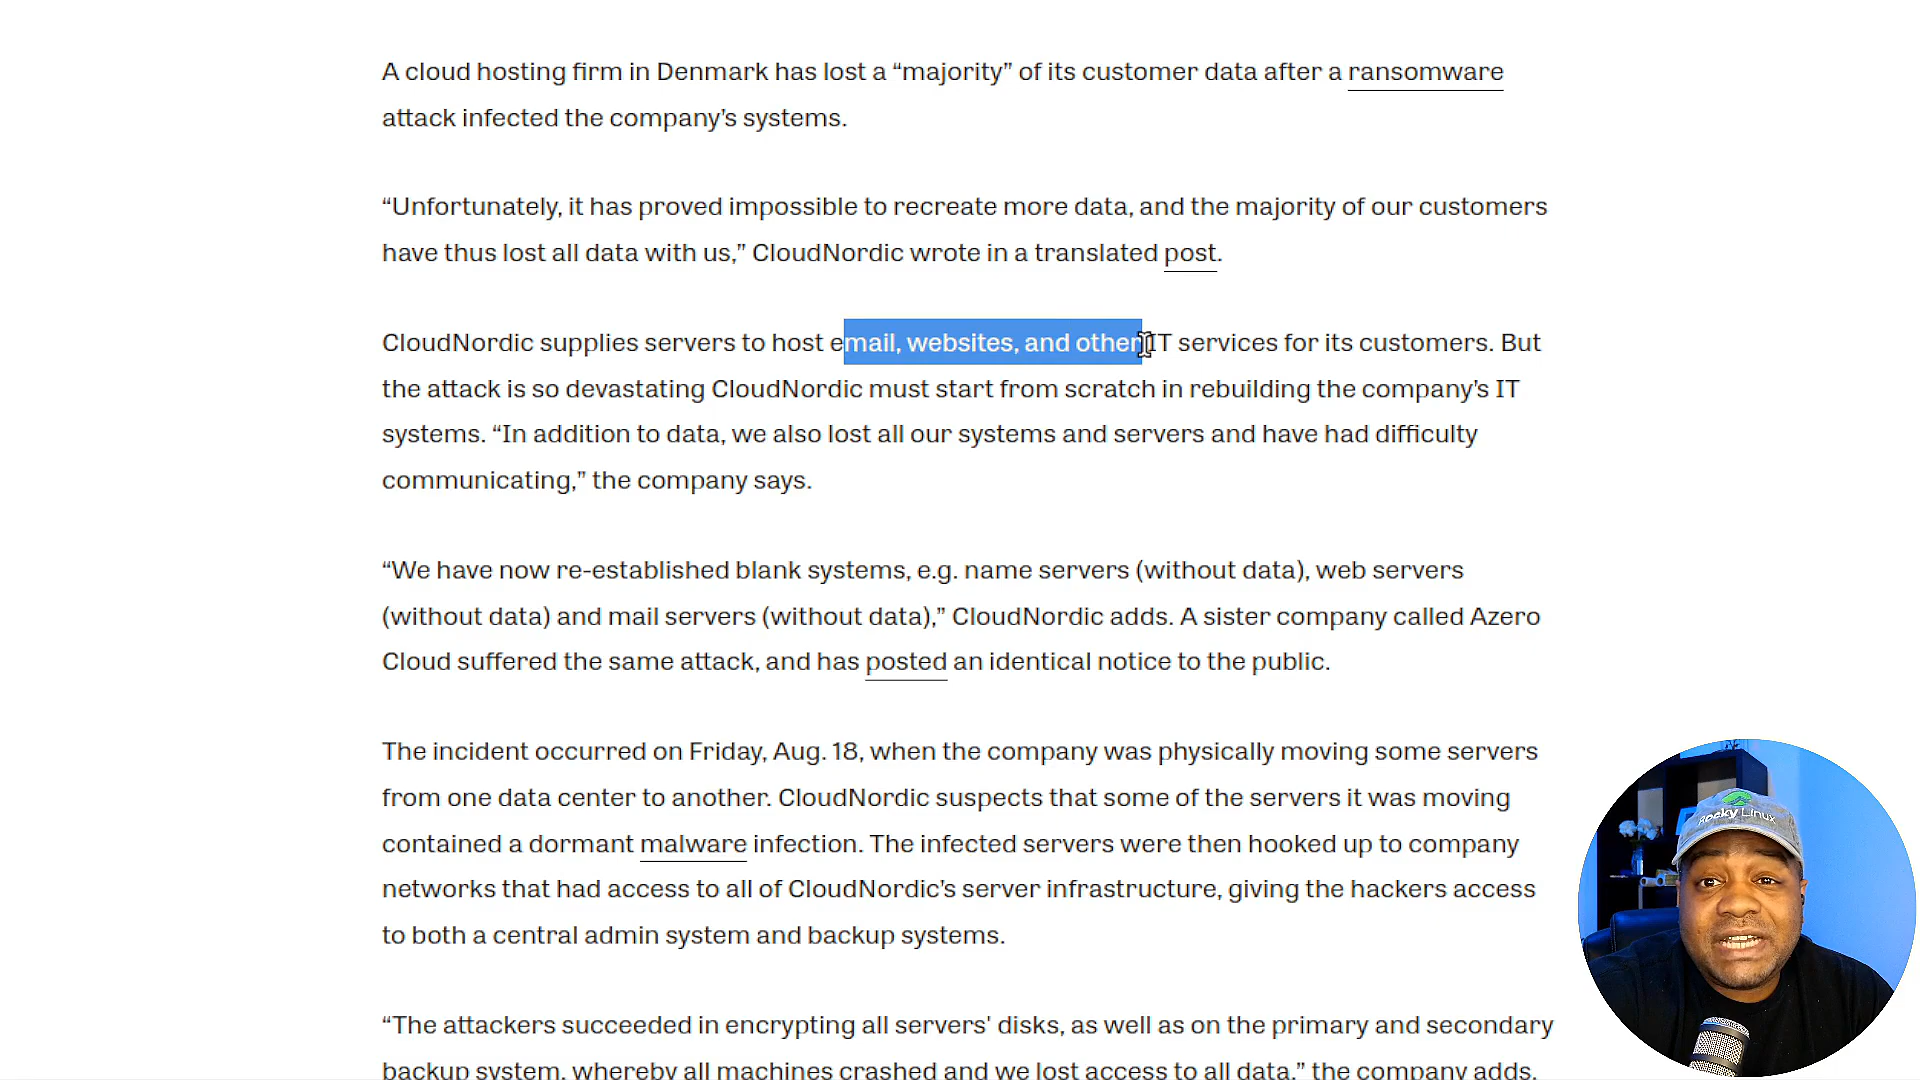 A cloud hosting firm in Denmark has lost a “majority” of its customer data after a ransomware
attack infected the company’s systems.
“Unfortunately, it has proved impossible to recreate more data, and the majority of our customers
have thus lost all data with us,” CloudNordic wrote in a translated post.
CloudNordic supplies servers to host email, websites, and other IT services for its customers. But
the attack is so devastating CloudNordic must start from scratch in rebuilding the company’s IT
systems. “In addition to data, we also lost all our systems and servers and have had difficulty
communicating,” the company says.
“We have now re-established blank systems, e.g. name servers (without data), web servers
(without data) and mail servers (without data),” CloudNordic adds. A sister company called Azero
Cloud suffered the same attack, and has posted an identical notice to the public.
The incident occurred on Friday, Aug. 18, when the company was physically moving some servers
from one data center to another. CloudNordic suspects that some of the servers it was moving
contained a dormant malware infection. The infected servers were then hooked up to company
networks that had access to all of CloudNordic’s server infrastructure, giving the hackers access
to both a central admin system and backup systems.
Rocky Linux
“The attackers succeeded in encrypting all servers' disks, as well as on the primary and secondary
backup system, whereby all machines crashed and we lost access to all data,” the company adds.